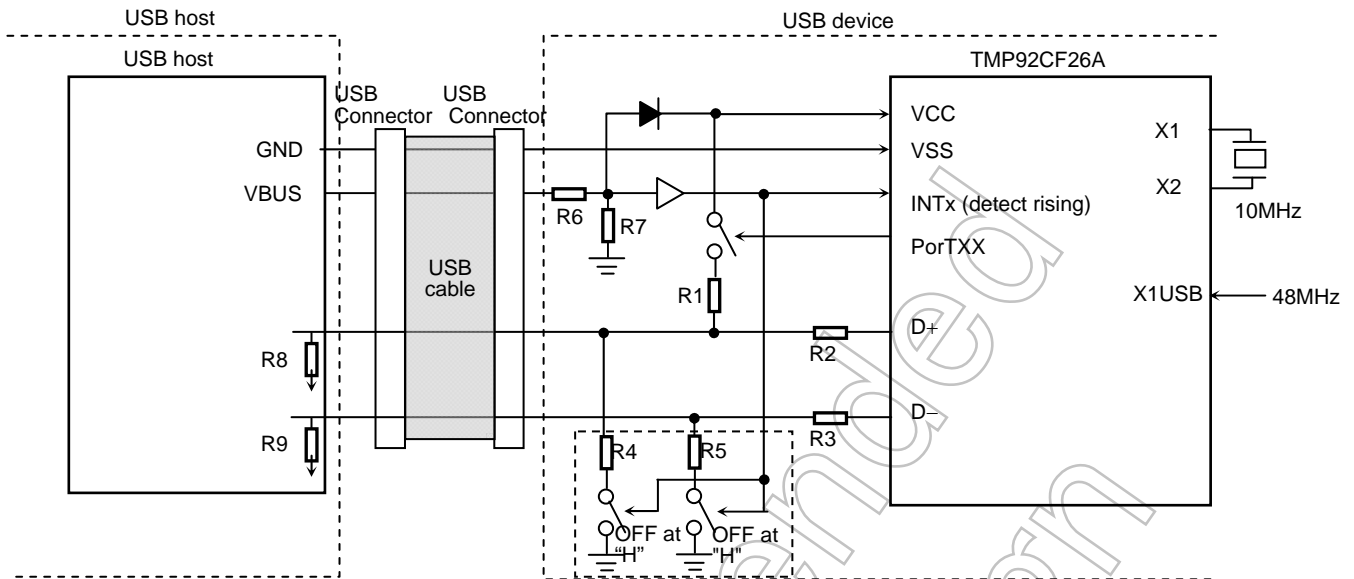 USB host
USB device
USB host
TMP92CF26A
USB
Connector
USB
Connector
VCC
X1
GND
VSS
VBUS
X2
INTx (detect rising)
10MHz
R6
R7
PorTXX
USB
cable
R1
X1USB
48MHz
D+
R8
R2
D−
R9
R4
R5
R3
OFF at
"H"
OFF at
"H"